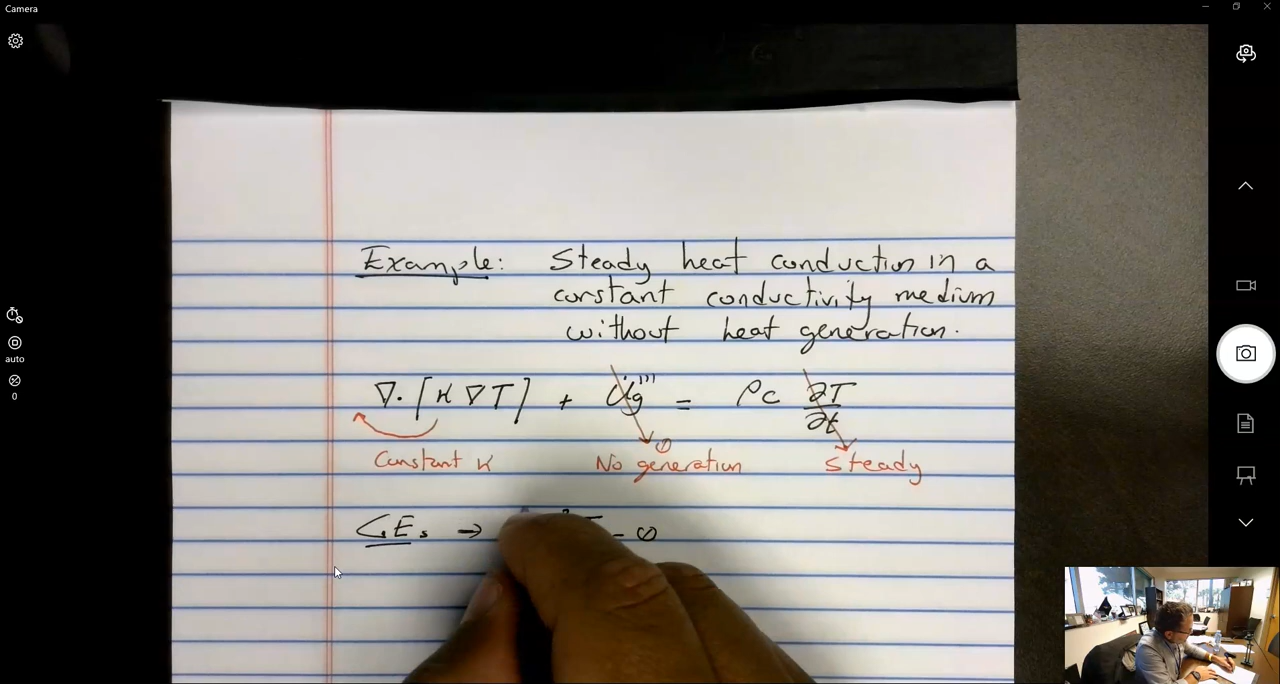 Camera
Example: Steady heat conduction in a
constant conductivity medium
without heat generation.
∇·[K∇T] + u̇g''' = ρc ∂T/∂t
Constant K No generation Steady
GE →
auto
0